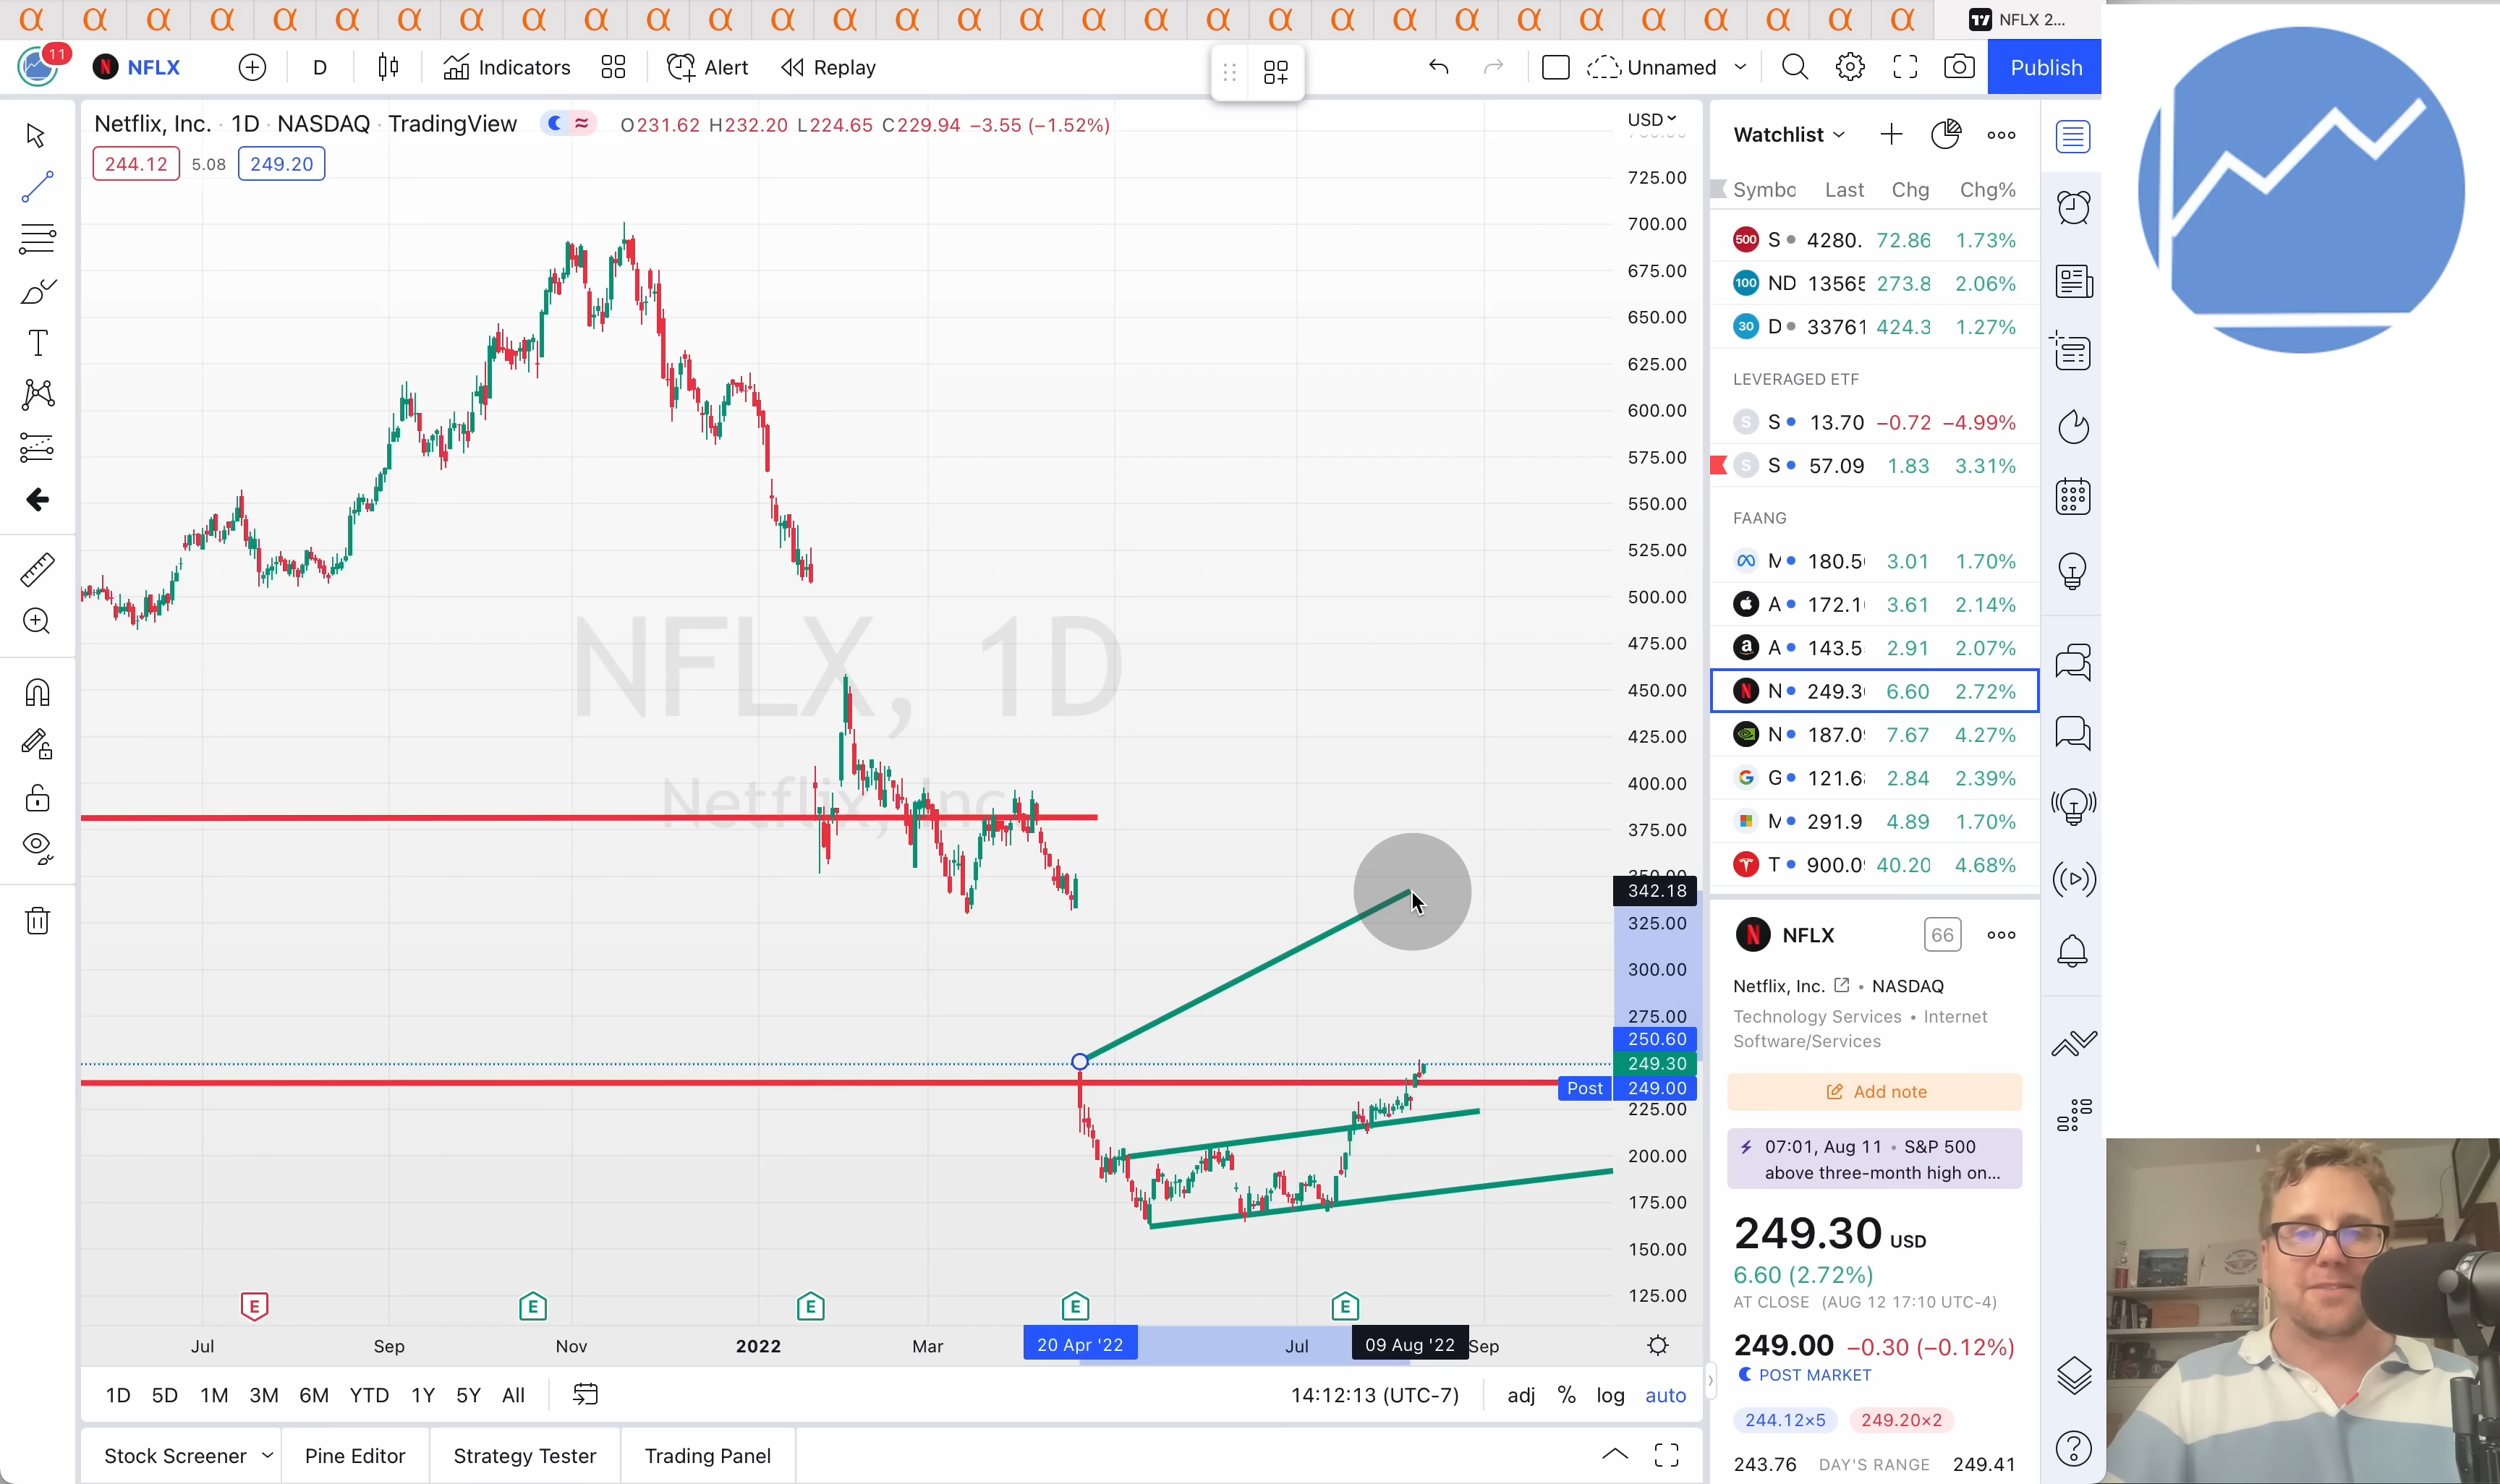 α α α α α α α α α α α α α α α α α α α α α α α α α α α α α α α NFLX 2...
11 NFLX D Indicators Alert Replay Unnamed Publish
Netflix, Inc. · 1D · NASDAQ · TradingView O231.62 H232.20 L224.65 C229.94 −3.55 (−1.52%)
244.12 5.08 249.20
USD
725.00
700.00
675.00
650.00
625.00
600.00
575.00
550.00
525.00
500.00
475.00
450.00
425.00
400.00
375.00
342.18
325.00
300.00
275.00
250.60
249.30
Post 249.00
225.00
200.00
175.00
150.00
125.00
NFLX, 1D
Netflix, Inc
E E E E E
Jul Sep Nov 2022 Mar 20 Apr '22 Jul 09 Aug '22 Sep
1D 5D 1M 3M 6M YTD 1Y 5Y All 14:12:13 (UTC-7) adj % log auto
Stock Screener Pine Editor Strategy Tester Trading Panel
Watchlist
Symbo Last Chg Chg%
500 S 4280. 72.86 1.73%
100 ND 13565 273.8 2.06%
30 D 33761 424.3 1.27%
LEVERAGED ETF
S S 13.70 −0.72 −4.99%
S S 57.09 1.83 3.31%
FAANG
M 180.5 3.01 1.70%
A 172.1 3.61 2.14%
a A 143.5 2.91 2.07%
N N 249.3 6.60 2.72%
N 187.0 7.67 4.27%
G G 121.6 2.84 2.39%
M 291.9 4.89 1.70%
T 900.0 40.20 4.68%
N NFLX 66
Netflix, Inc. • NASDAQ
Technology Services • Internet
Software/Services
Add note
07:01, Aug 11 • S&P 500
above three-month high on...
249.30 USD
6.60 (2.72%)
AT CLOSE (AUG 12 17:10 UTC-4)
249.00 −0.30 (−0.12%)
POST MARKET
244.12×5 249.20×2
243.76 DAY'S RANGE 249.41